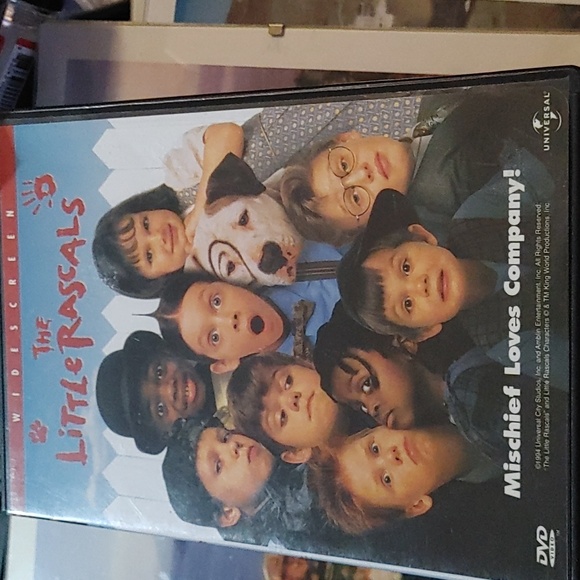 WIDESCREEN
THE
LiTTLE RASCALS
Mischief Loves Company!
©1994 Universal City Studios, Inc. and Amblin Entertainment, Inc. All Rights Reserved.
"The Little Rascals" and Little Rascals Characters © & TM King World Productions, Inc.
DVD
VIDEO
TM
UNIVERSAL